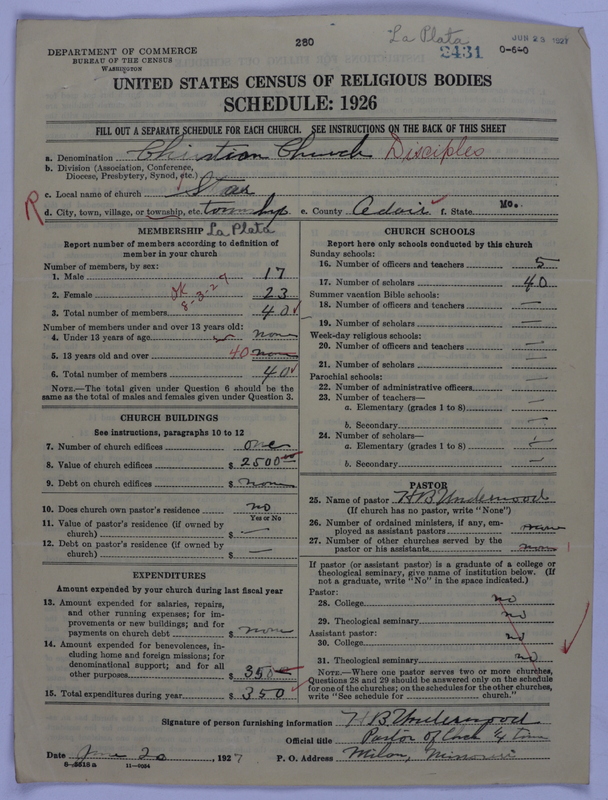 280
La Plata
2431
JUN 23 1927
0-6-0
DEPARTMENT OF COMMERCE
BUREAU OF THE CENSUS
WASHINGTON
UNITED STATES CENSUS OF RELIGIOUS BODIES
SCHEDULE: 1926
FILL OUT A SEPARATE SCHEDULE FOR EACH CHURCH. SEE INSTRUCTIONS ON THE BACK OF THIS SHEET
a. Denomination Christian Church Disciples
b. Division (Association, Conference, Diocese, Presbytery, Synod, etc.)
c. Local name of church Star
R d. City, town, village, or township, etc. township e. County Adair f. State Mo.
La Plata
MEMBERSHIP
Report number of members according to definition of member in your church
Number of members, by sex:
1. Male 17
2. Female 23
OK 8-3-27
3. Total number of members 40
Number of members under and over 13 years old:
4. Under 13 years of age none
5. 13 years old and over 40 none
6. Total number of members 40
NOTE.—The total given under Question 6 should be the same as the total of males and females given under Question 3.
CHURCH BUILDINGS
See instructions, paragraphs 10 to 12
7. Number of church edifices one
8. Value of church edifices $ 2500.00
9. Debt on church edifices $ none
10. Does church own pastor's residence no
Yes or No
11. Value of pastor's residence (if owned by church) $ —
12. Debt on pastor's residence (if owned by church) $ —
EXPENDITURES
Amount expended by your church during last fiscal year
13. Amount expended for salaries, repairs, and other running expenses; for improvements or new buildings; and for payments on church debt $ none
14. Amount expended for benevolences, including home and foreign missions; for denominational support; and for all other purposes $ 350
15. Total expenditures during year $ 350
CHURCH SCHOOLS
Report here only schools conducted by this church
Sunday schools:
16. Number of officers and teachers 5
17. Number of scholars 40
Summer vacation Bible schools:
18. Number of officers and teachers —
19. Number of scholars —
Week-day religious schools:
20. Number of officers and teachers —
21. Number of scholars —
Parochial schools:
22. Number of administrative officers —
23. Number of teachers—
a. Elementary (grades 1 to 8) —
b. Secondary —
24. Number of scholars—
a. Elementary (grades 1 to 8) —
b. Secondary —
PASTOR
25. Name of pastor H B Underwood
(If church has no pastor, write "None")
26. Number of ordained ministers, if any, employed as assistant pastors none
27. Number of other churches served by the pastor or his assistants none 1
If pastor (or assistant pastor) is a graduate of a college or theological seminary, give name of institution below. (If not a graduate, write "No" in the space indicated.)
Pastor:
28. College no
29. Theological seminary no
Assistant pastor:
30. College no
31. Theological seminary no
NOTE.—Where one pastor serves two or more churches, Questions 28 and 29 should be answered only on the schedule for one of the churches; on the schedules for the other churches, write "See schedule for ........ church."
Signature of person furnishing information H B Underwood
Official title Pastor of
Date June 20, 1927 P. O. Address Milan, Missouri
8-5518 a 11-9024